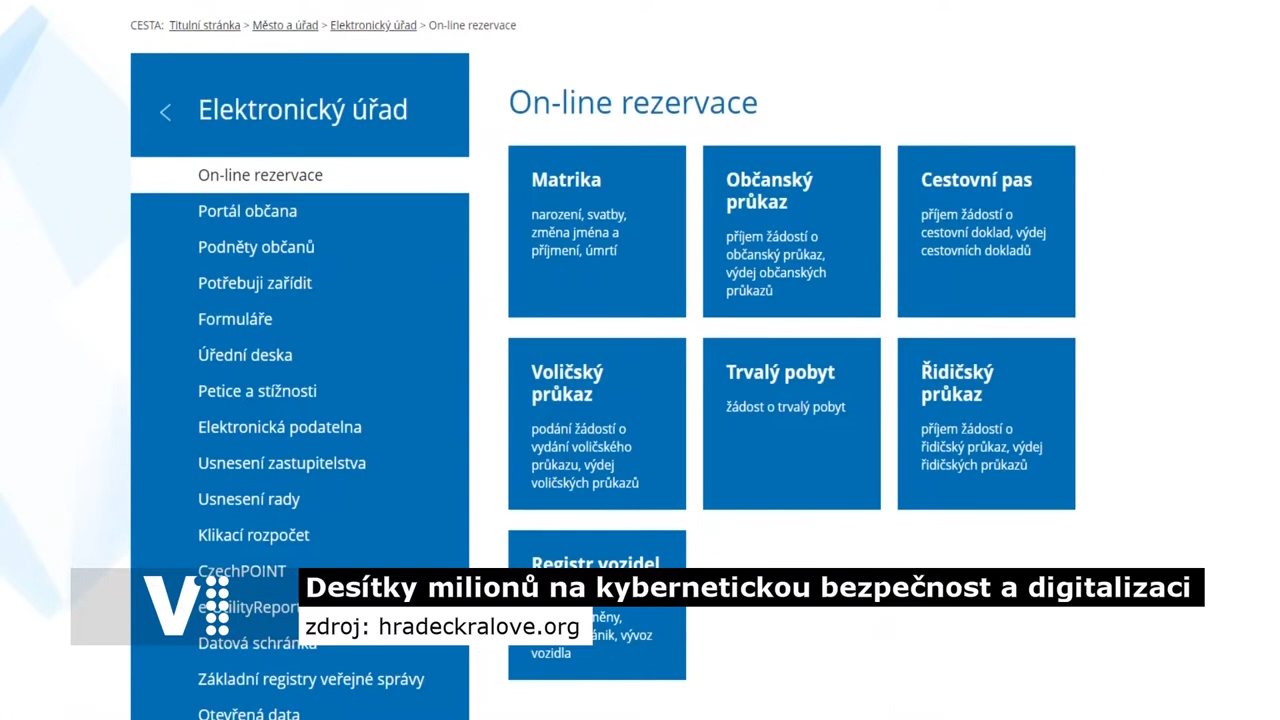 CESTA: Titulní stránka > Město a úřad > Elektronický úřad > On-line rezervace
Elektronický úřad
On-line rezervace
Portál občana
Podněty občanů
Potřebuji zařídit
Formuláře
Úřední deska
Petice a stížnosti
Elektronická podatelna
Usnesení zastupitelstva
Usnesení rady
Klikací rozpočet
CzechPOINT
Datová schránka
Základní registry veřejné správy
Otevřená data
On-line rezervace
Matrika
narození, svatby,
změna jména a
příjmení, úmrtí
Občanský
průkaz
příjem žádostí o
občanský průkaz,
výdej občanských
průkazů
Cestovní pas
příjem žádostí o
cestovní doklad, výdej
cestovních dokladů
Voličský
průkaz
podání žádostí o
vydání voličského
průkazu, výdej
voličských průkazů
Trvalý pobyt
žádost o trvalý pobyt
Řidičský
průkaz
příjem žádostí o
řidičský průkaz, výdej
řidičských průkazů
Registr vozidel
vývoz
vozidla
V1
Desítky milionů na kybernetickou bezpečnost a digitalizaci
zdroj: hradeckralove.org